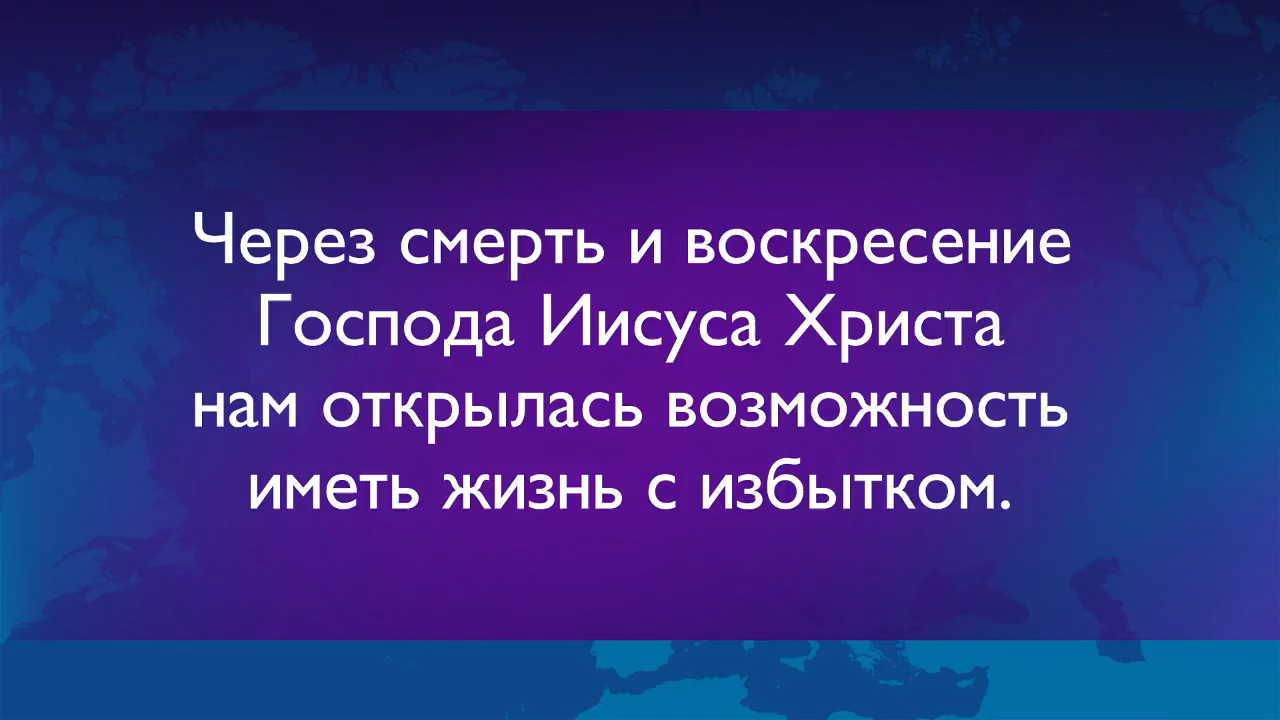 Через смерть и воскресение
Господа Иисуса Христа
нам открылась возможность
иметь жизнь с избытком.